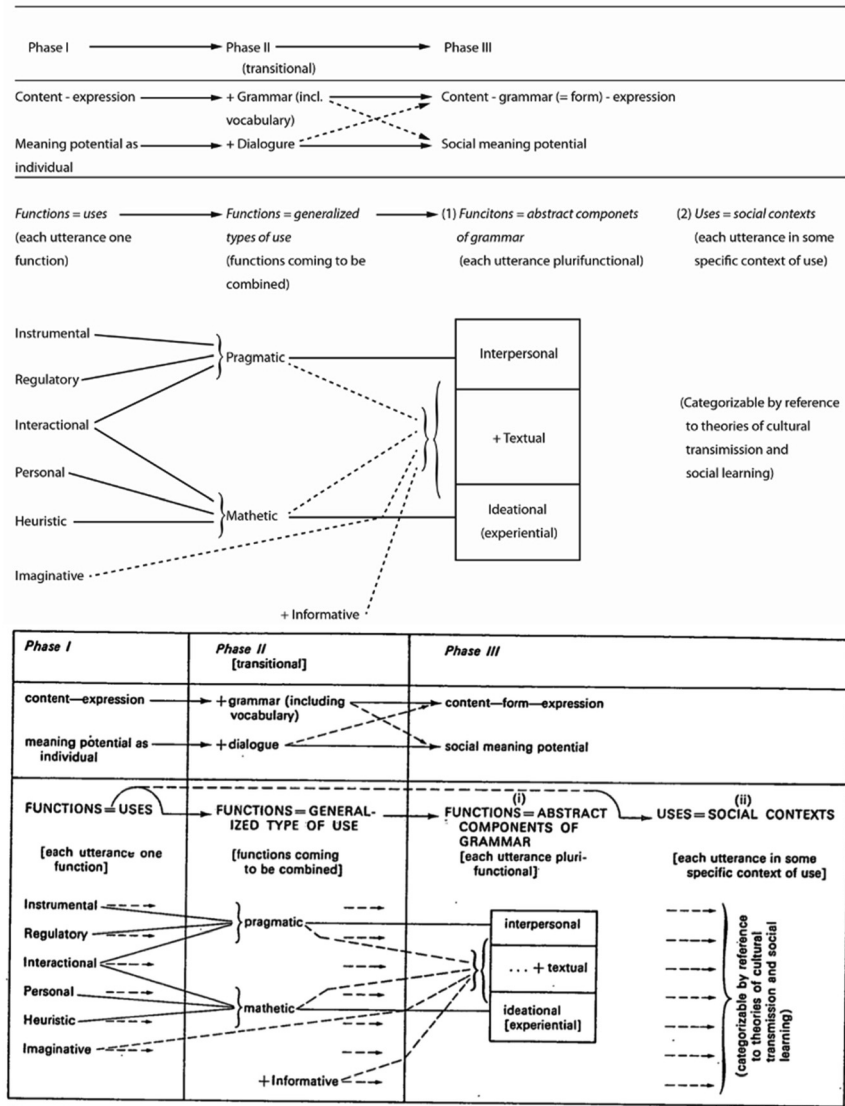 Phase I
Phase II
Phase III
(transitional)
Content - expression
+ Grammar (incl.
vocabulary)
Content - grammar (= form) - expression
Meaning potential as
individual
+ Dialogure
Social meaning potential
Functions = uses
(each utterance one
function)
Functions = generalized
types of use
(functions coming to be
combined)
(1) Funcitons = abstract componets
of grammar
(each utterance plurifunctional)
(2) Uses = social contexts
(each utterance in some
specific context of use)
Instrumental
Regulatory
Interactional
Personal
Heuristic
Imaginative
Pragmatic
Mathetic
+ Informative
Interpersonal
+ Textual
Ideational
(experiential)
(Categorizable by reference
to theories of cultural
transimission and
social learning)
Phase I
Phase II
[transitional]
Phase III
content—expression
+grammar (including
vocabulary)
content—form—expression
meaning potential as
individual
+dialogue
social meaning potential
FUNCTIONS=USES
[each utterance one
function]
FUNCTIONS=GENERAL-
IZED TYPE OF USE
[functions coming
to be combined]
(i)
FUNCTIONS=ABSTRACT
COMPONENTS OF
GRAMMAR
[each utterance pluri-
functional]
(ii)
USES=SOCIAL CONTEXTS
[each utterance in some
specific context of use]
Instrumental
Regulatory
Interactional
Personal
Heuristic
Imaginative
pragmatic
mathetic
+Informative
interpersonal
... + textual
ideational
[experiential]
(categorizable by reference
to theories of cultural
transmission and social
learning)